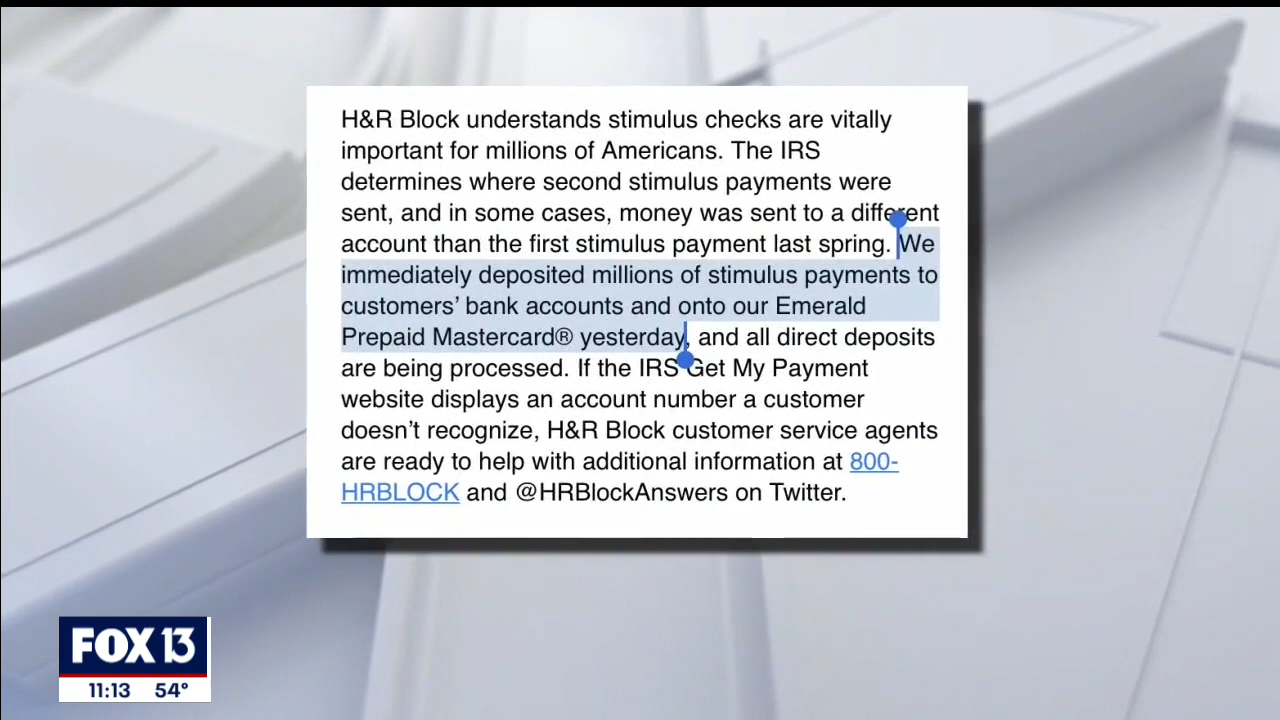 H&R Block understands stimulus checks are vitally
important for millions of Americans. The IRS
determines where second stimulus payments were
sent, and in some cases, money was sent to a different
account than the first stimulus payment last spring. We
immediately deposited millions of stimulus payments to
customers’ bank accounts and onto our Emerald
Prepaid Mastercard® yesterday, and all direct deposits
are being processed. If the IRS Get My Payment
website displays an account number a customer
doesn’t recognize, H&R Block customer service agents
are ready to help with additional information at 800-
HRBLOCK and @HRBlockAnswers on Twitter.
FOX 13
11:13 54°